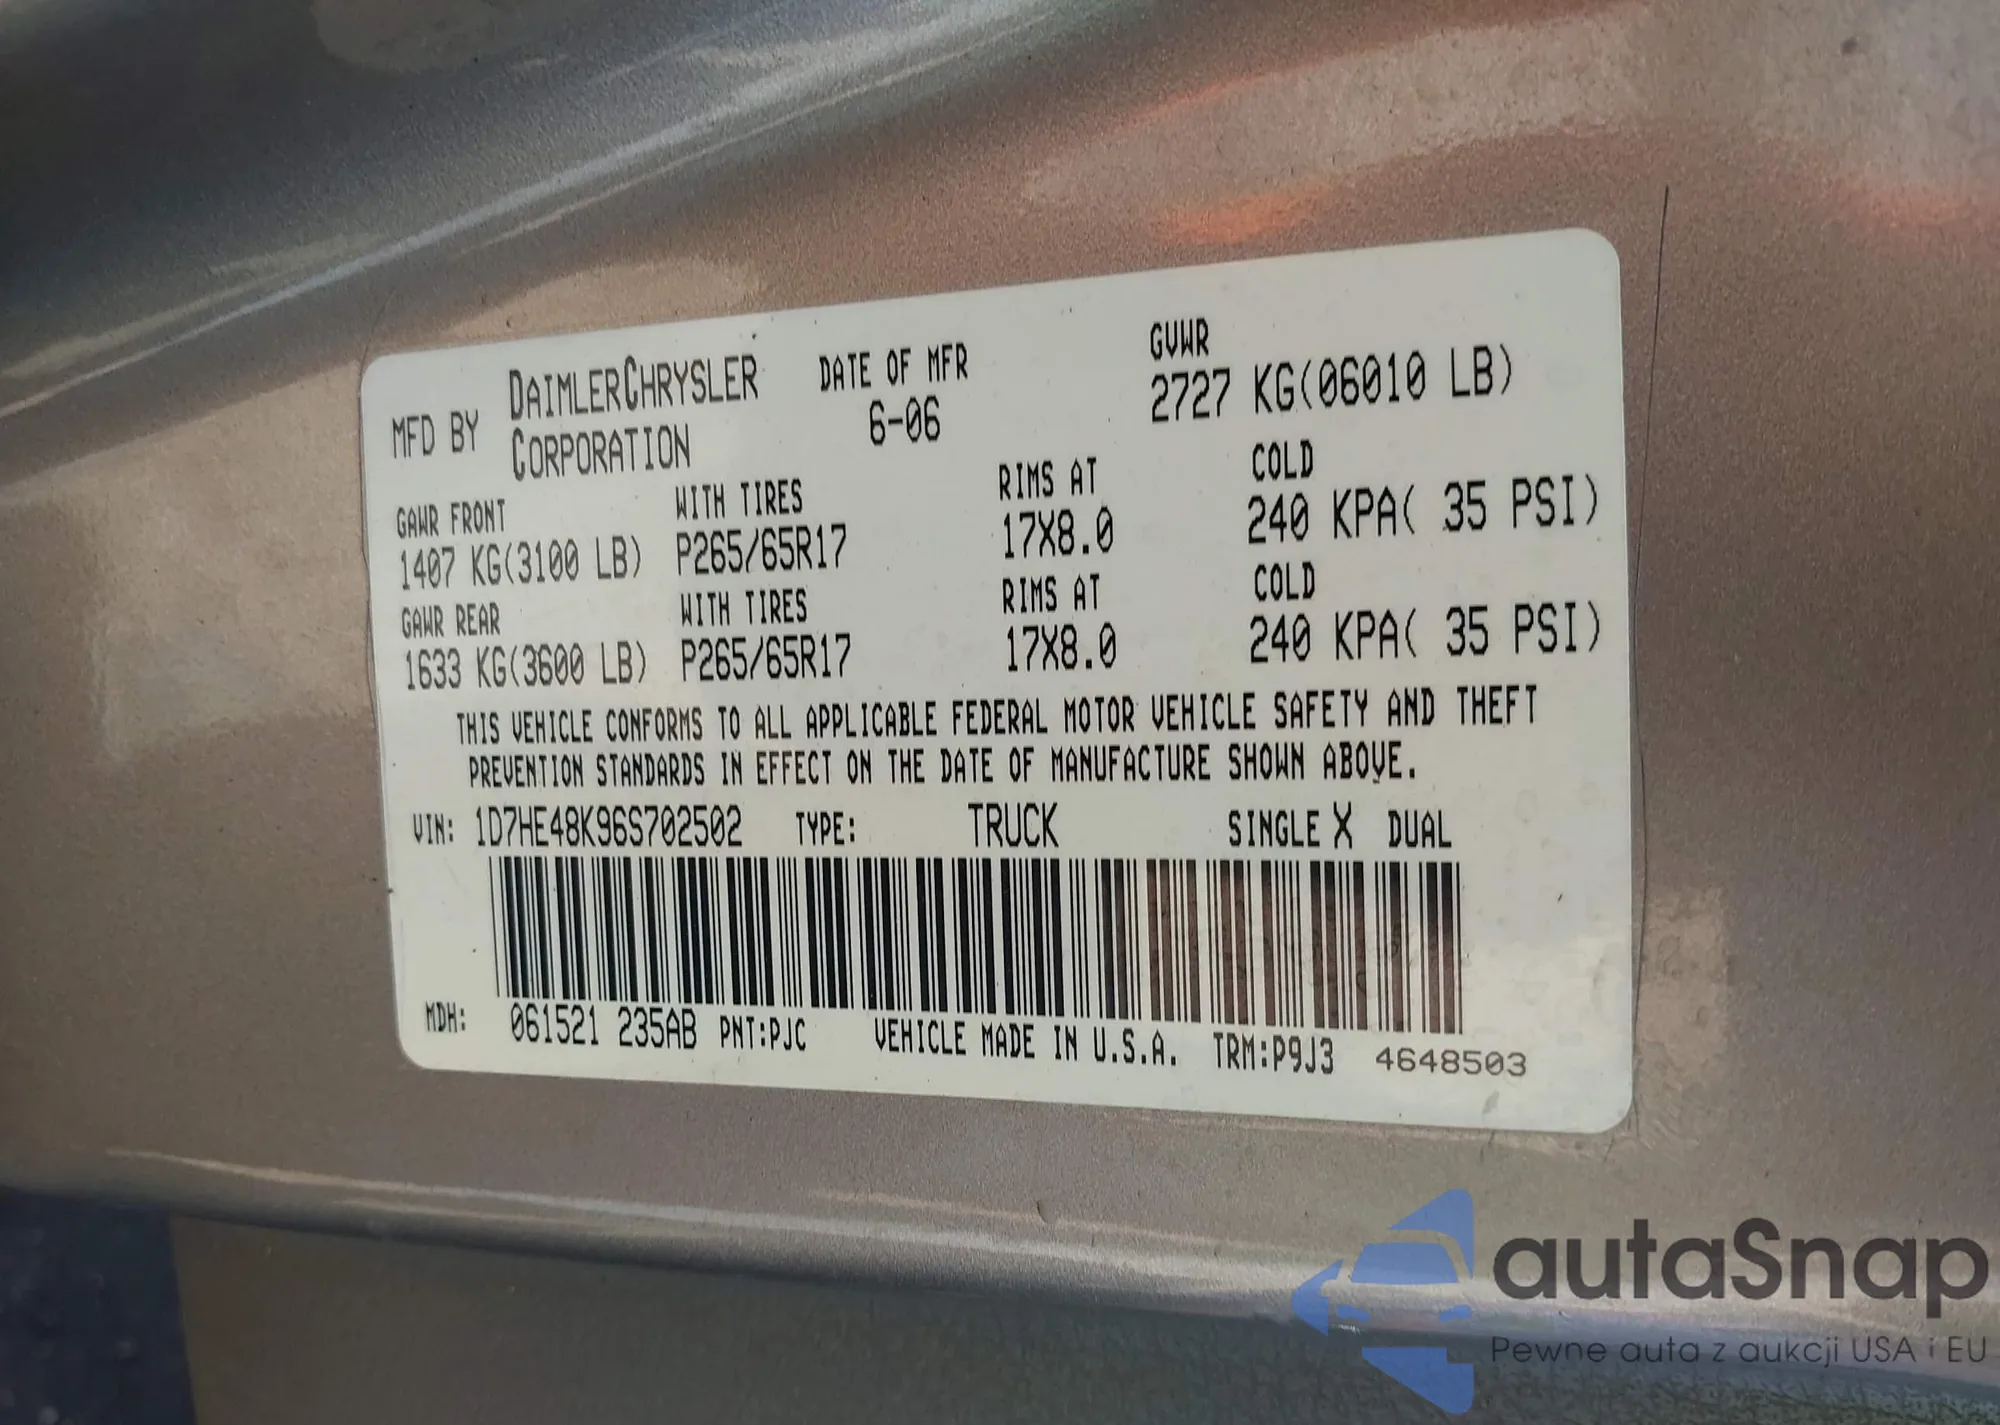 MFD BY DAIMLERCHRYSLER CORPORATION
DATE OF MFR
6-06
GVWR
2727 KG(06010 LB)
GAWR FRONT WITH TIRES RIMS AT COLD
1407 KG(3100 LB) P265/65R17 17X8.0 240 KPA( 35 PSI)
GAWR REAR WITH TIRES RIMS AT COLD
1633 KG(3600 LB) P265/65R17 17X8.0 240 KPA( 35 PSI)
THIS VEHICLE CONFORMS TO ALL APPLICABLE FEDERAL MOTOR VEHICLE SAFETY AND THEFT
PREVENTION STANDARDS IN EFFECT ON THE DATE OF MANUFACTURE SHOWN ABOVE.
VIN: 1D7HE48K96S702502 TYPE: TRUCK SINGLE X DUAL
MDH: 061521 235AB PNT:PJC VEHICLE MADE IN U.S.A. TRM:P9J3 4648503
autaSnap
Pewne auta z aukcji USA i EU